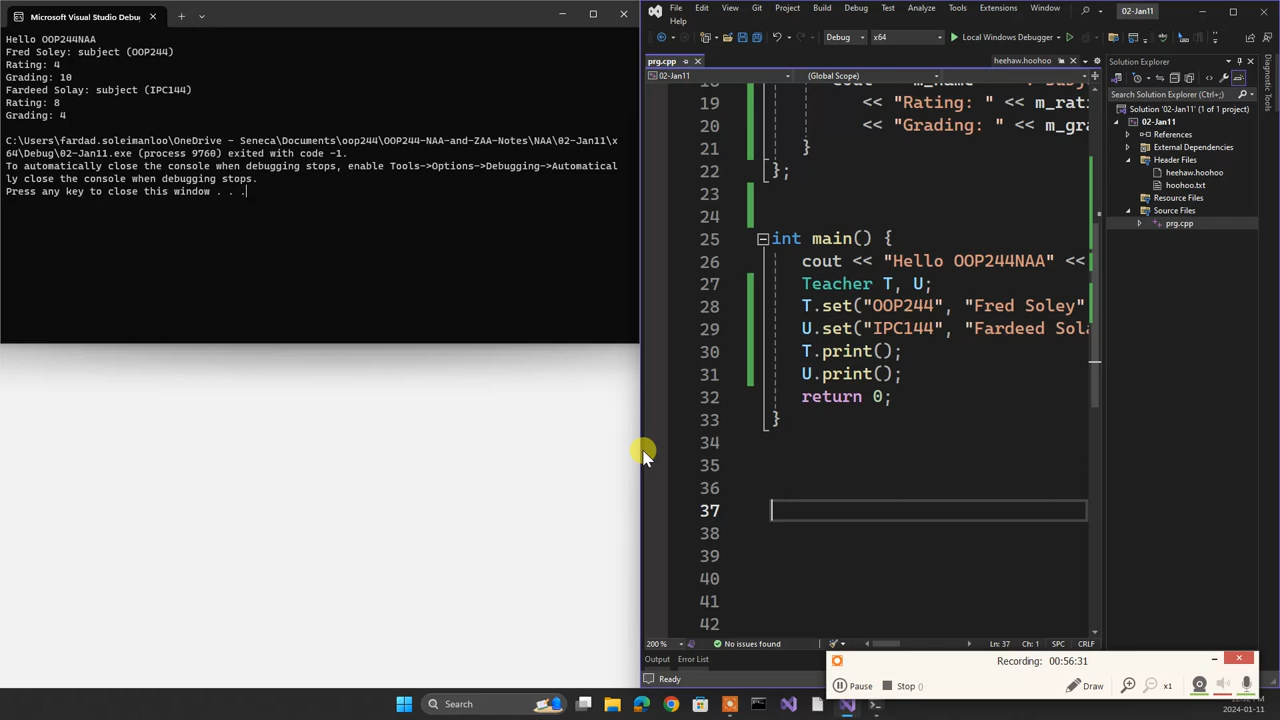 Microsoft Visual Studio Debu
Hello OOP244NAA
Fred Soley: subject (OOP244)
Rating: 4
Grading: 10
Fardeed Solay: subject (IPC144)
Rating: 8
Grading: 4
C:\Users\fardad.soleimanloo\OneDrive - Seneca\Documents\oop244\OOP244-NAA-and-ZAA-Notes\NAA\02-Jan11\x
64\Debug\02-Jan11.exe (process 9760) exited with code -1.
To automatically close the console when debugging stops, enable Tools->Options->Debugging->Automatical
ly close the console when debugging stops.
Press any key to close this window . . .
File Edit View Git Project Build Debug Test Analyze Tools Extensions Window
Help
02-Jan11
Debug x64 Local Windows Debugger
prg.cpp heehaw.hoohoo
02-Jan11 (Global Scope)
18
19 << "Rating: " << m_rati
20 << "Grading: " << m_gra
21 }
22 };
23
24
25 int main() {
26 cout << "Hello OOP244NAA" <<
27 Teacher T, U;
28 T.set("OOP244", "Fred Soley"
29 U.set("IPC144", "Fardeed Sola
30 T.print();
31 U.print();
32 return 0;
33 }
34
35
36
37
38
39
40
41
42
200 % No issues found Ln: 37 Ch: 1 SPC CRLF
Output Error List
Ready
Solution Explorer
Search Solution Explorer (Ctrl+;)
Solution '02-Jan11' (1 of 1 project)
02-Jan11
References
External Dependencies
Header Files
heehaw.hoohoo
hoohoo.txt
Resource Files
Source Files
prg.cpp
Diagnostic Tools
Recording: 00:56:31
Pause Stop () Draw x1
Search
2024-01-11